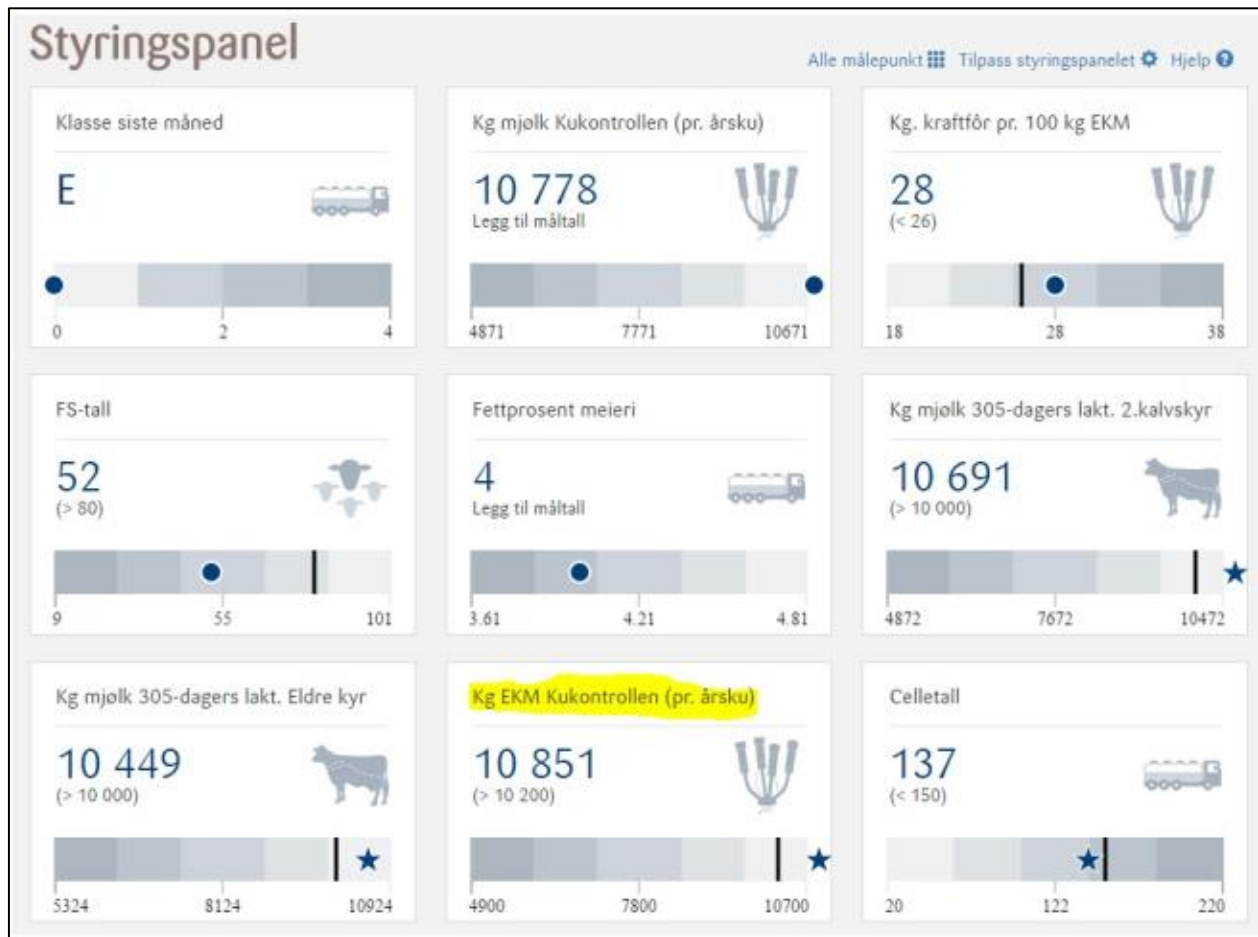 Styringspanel
Alle målepunkt Tilpass styringspanelet Hjelp
Klasse siste måned
E
0 2 4
Kg mjølk Kukontrollen (pr. årsku)
10 778
Legg til måltall
4871 7771 10671
Kg. kraftfôr pr. 100 kg EKM
28
(< 26)
18 28 38
FS-tall
52
(> 80)
9 55 101
Fettprosent meieri
4
Legg til måltall
3.61 4.21 4.81
Kg mjølk 305-dagers lakt. 2.kalvskyr
10 691
(> 10 000)
4872 7672 10472
Kg mjølk 305-dagers lakt. Eldre kyr
10 449
(> 10 000)
5324 8124 10924
Kg EKM Kukontrollen (pr. årsku)
10 851
(> 10 200)
4900 7800 10700
Celletall
137
(< 150)
20 122 220